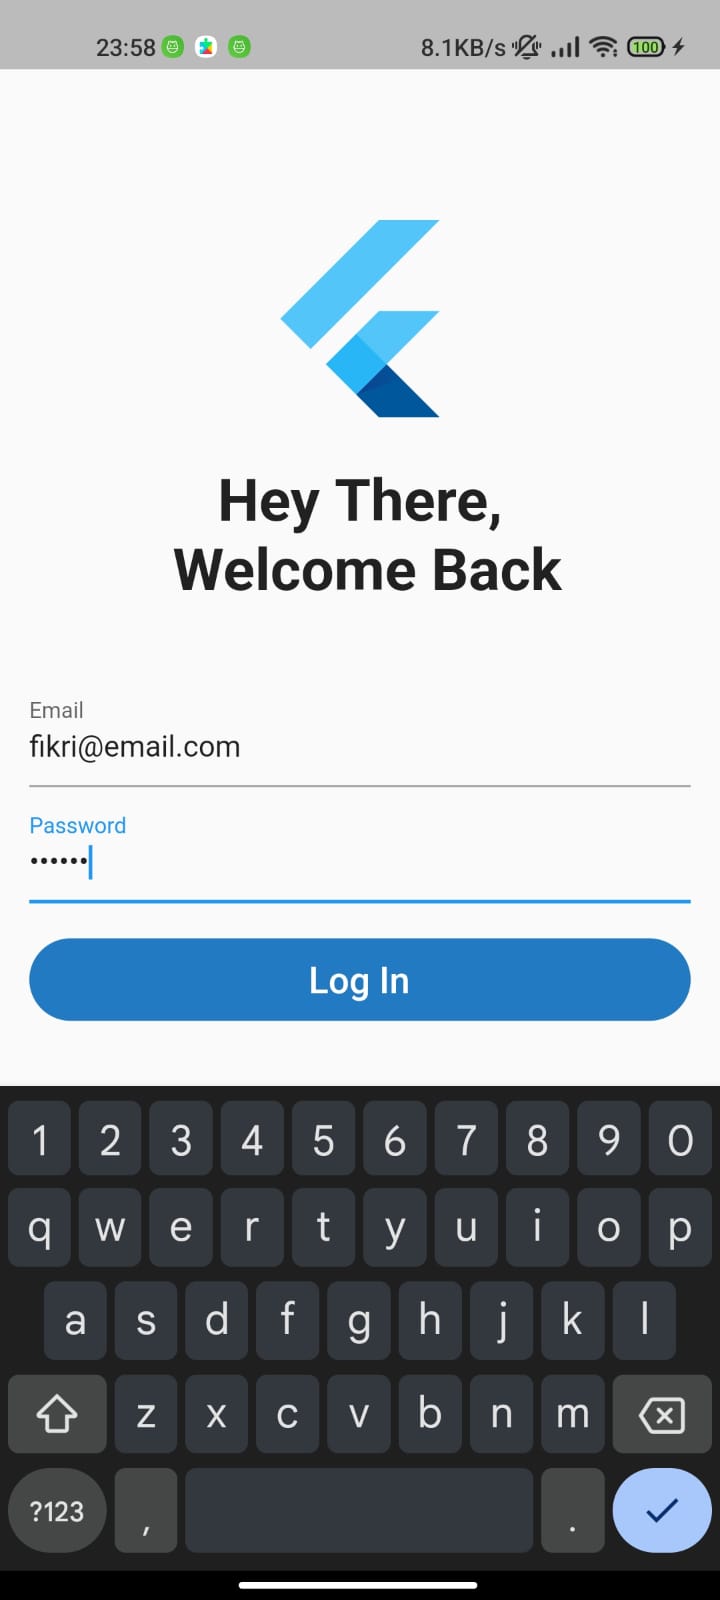 23:58 8.1KB/s 100
Hey There,
Welcome Back
Email
fikri@email.com
Password
••••••
Log In
1 2 3 4 5 6 7 8 9 0
q w e r t y u i o p
a s d f g h j k l
z x c v b n m
?123 , .